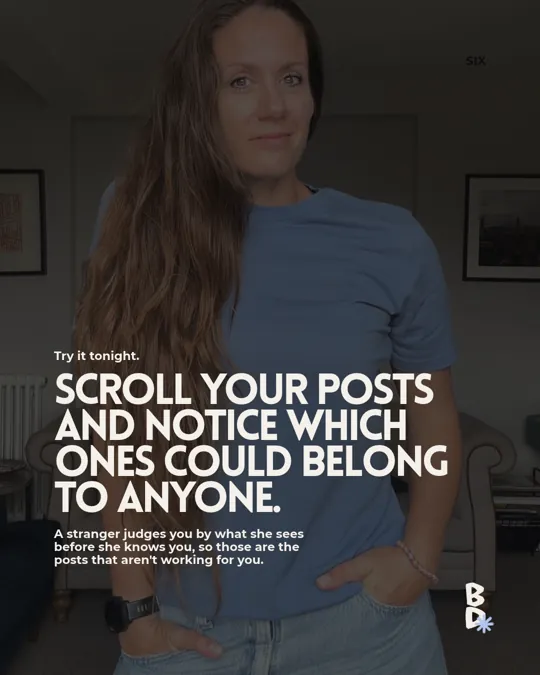 SIX
Try it tonight.
SCROLL YOUR POSTS
AND NOTICE WHICH
ONES COULD BELONG
TO ANYONE.
A stranger judges you by what she sees
before she knows you, so those are the
posts that aren't working for you.
B
D